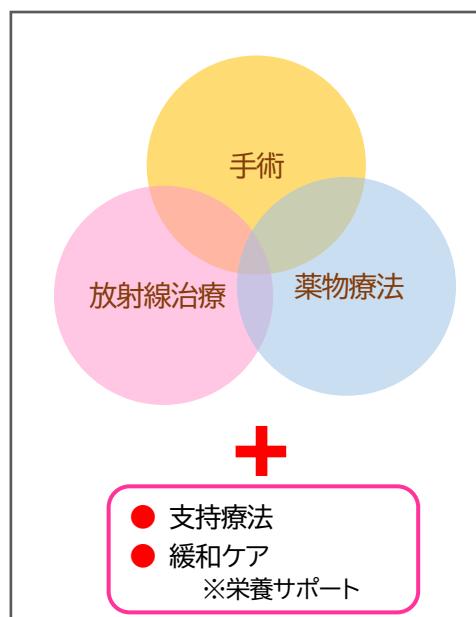 手術
放射線治療
薬物療法
+
● 支持療法
● 緩和ケア
※栄養サポート